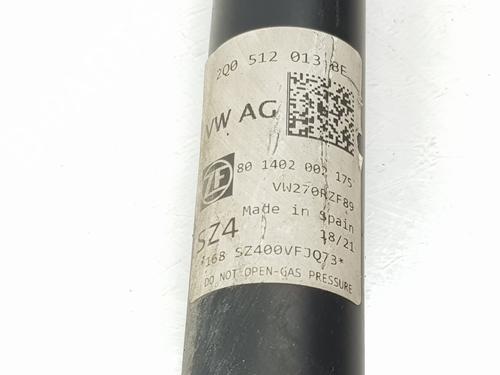 2Q0 512 013 BE
VW AG
ZF
80 1402 002 175
VW270RZF89
Made in Spain
SZ4
18/21
*168 SZ400VFJQ73*
DO NOT OPEN-GAS PRESSURE